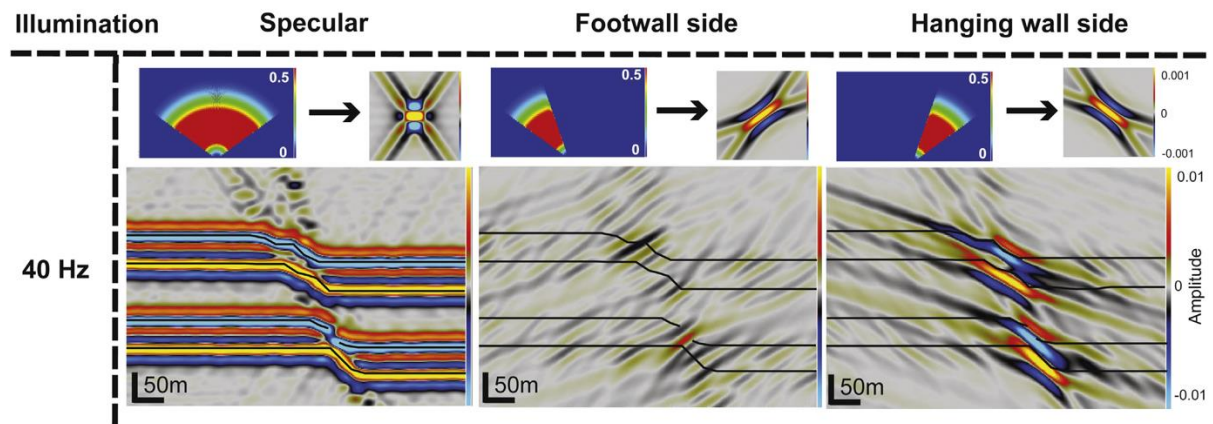 Illumination Specular Footwall side Hanging wall side
0.5 0.5 0.5 0.001
0
0 0 0 -0.001
0.01
40 Hz 0 Amplitude
50m 50m 50m -0.01